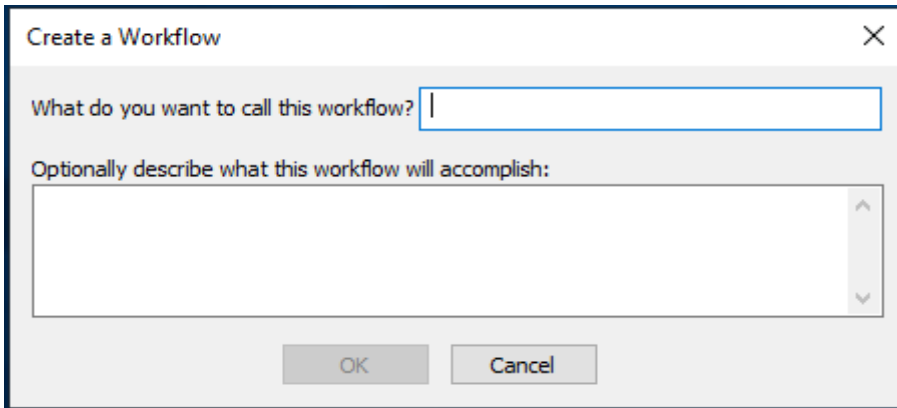 Create a Workflow
What do you want to call this workflow?
Optionally describe what this workflow will accomplish:
OK
Cancel